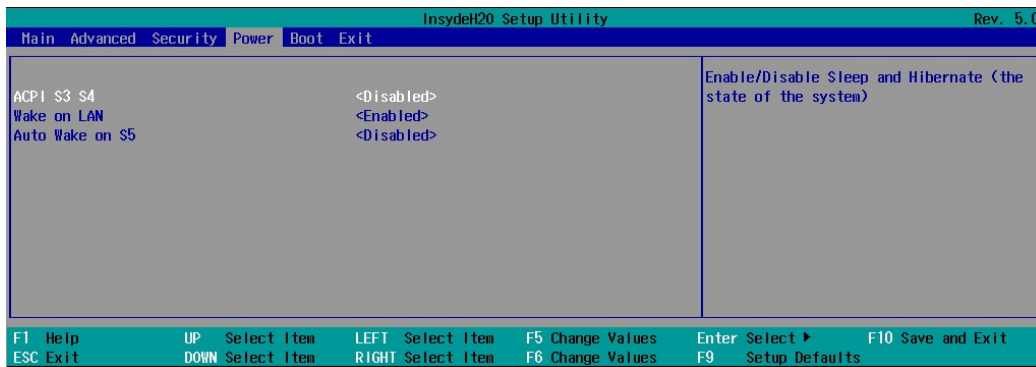 InsydeH20 Setup Utility Rev. 5.0
Main Advanced Security Power Boot Exit
Enable/Disable Sleep and Hibernate (the
ACPI S3 S4 <Disabled> state of the system)
Wake on LAN <Enabled>
Auto Wake on S5 <Disabled>
F1 Help UP Select Item LEFT Select Item F5 Change Values Enter Select ▶ F10 Save and Exit
ESC Exit DOWN Select Item RIGHT Select Item F6 Change Values F9 Setup Defaults